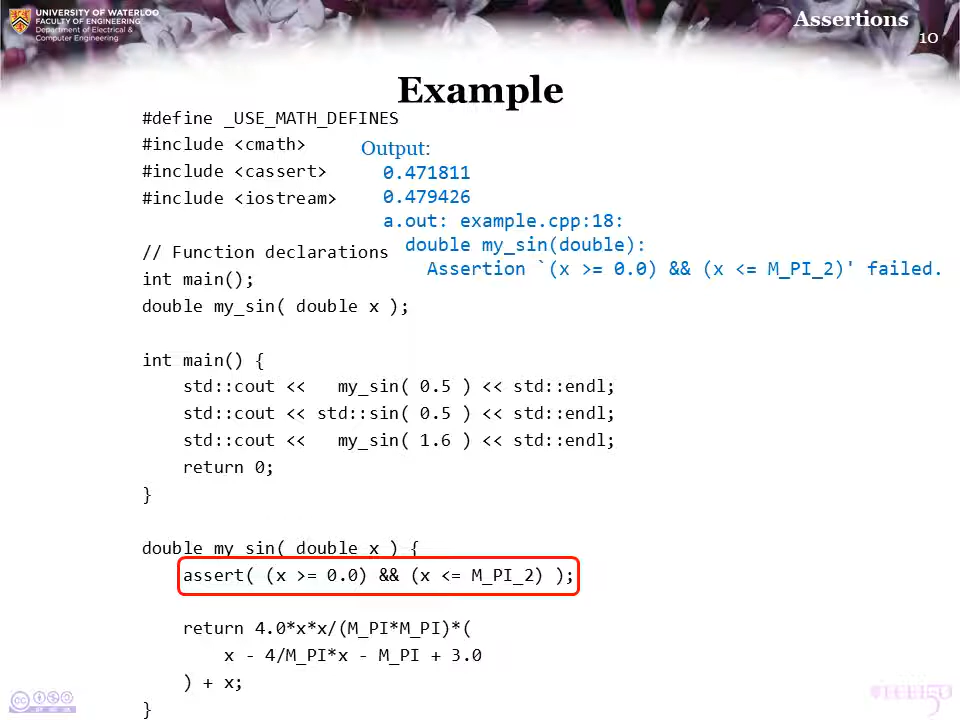 UNIVERSITY OF WATERLOO
FACULTY OF ENGINEERING
Department of Electrical &
Computer Engineering
Assertions
10
Example
#define _USE_MATH_DEFINES
#include <cmath>
#include <cassert>
#include <iostream>
Output:
0.471811
0.479426
a.out: example.cpp:18:
double my_sin(double):
Assertion `(x >= 0.0) && (x <= M_PI_2)' failed.
// Function declarations
int main();
double my_sin( double x );
int main() {
std::cout <<   my_sin( 0.5 ) << std::endl;
std::cout << std::sin( 0.5 ) << std::endl;
std::cout <<   my_sin( 1.6 ) << std::endl;
return 0;
}
double my_sin( double x ) {
assert( (x >= 0.0) && (x <= M_PI_2) );
return 4.0*x*x/(M_PI*M_PI)*(
x - 4/M_PI*x - M_PI + 3.0
) + x;
}